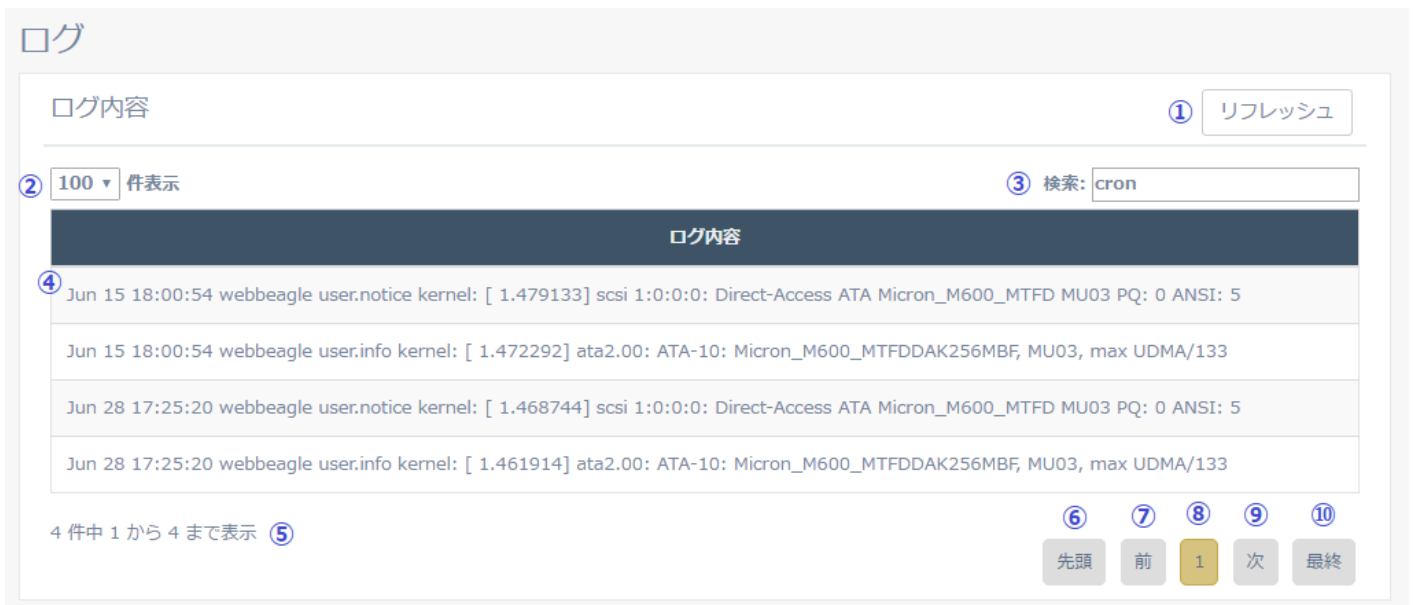 ログ
ログ内容 ① リフレッシュ
② 100 ▾ 件表示 ③ 検索: cron
ログ内容
④ Jun 15 18:00:54 webbeagle user.notice kernel: [ 1.479133] scsi 1:0:0:0: Direct-Access ATA Micron_M600_MTFD MU03 PQ: 0 ANSI: 5
Jun 15 18:00:54 webbeagle user.info kernel: [ 1.472292] ata2.00: ATA-10: Micron_M600_MTFDDAK256MBF, MU03, max UDMA/133
Jun 28 17:25:20 webbeagle user.notice kernel: [ 1.468744] scsi 1:0:0:0: Direct-Access ATA Micron_M600_MTFD MU03 PQ: 0 ANSI: 5
Jun 28 17:25:20 webbeagle user.info kernel: [ 1.461914] ata2.00: ATA-10: Micron_M600_MTFDDAK256MBF, MU03, max UDMA/133
4 件中 1 から 4 まで表示 ⑤
⑥ ⑦ ⑧ ⑨ ⑩
先頭 前 1 次 最終